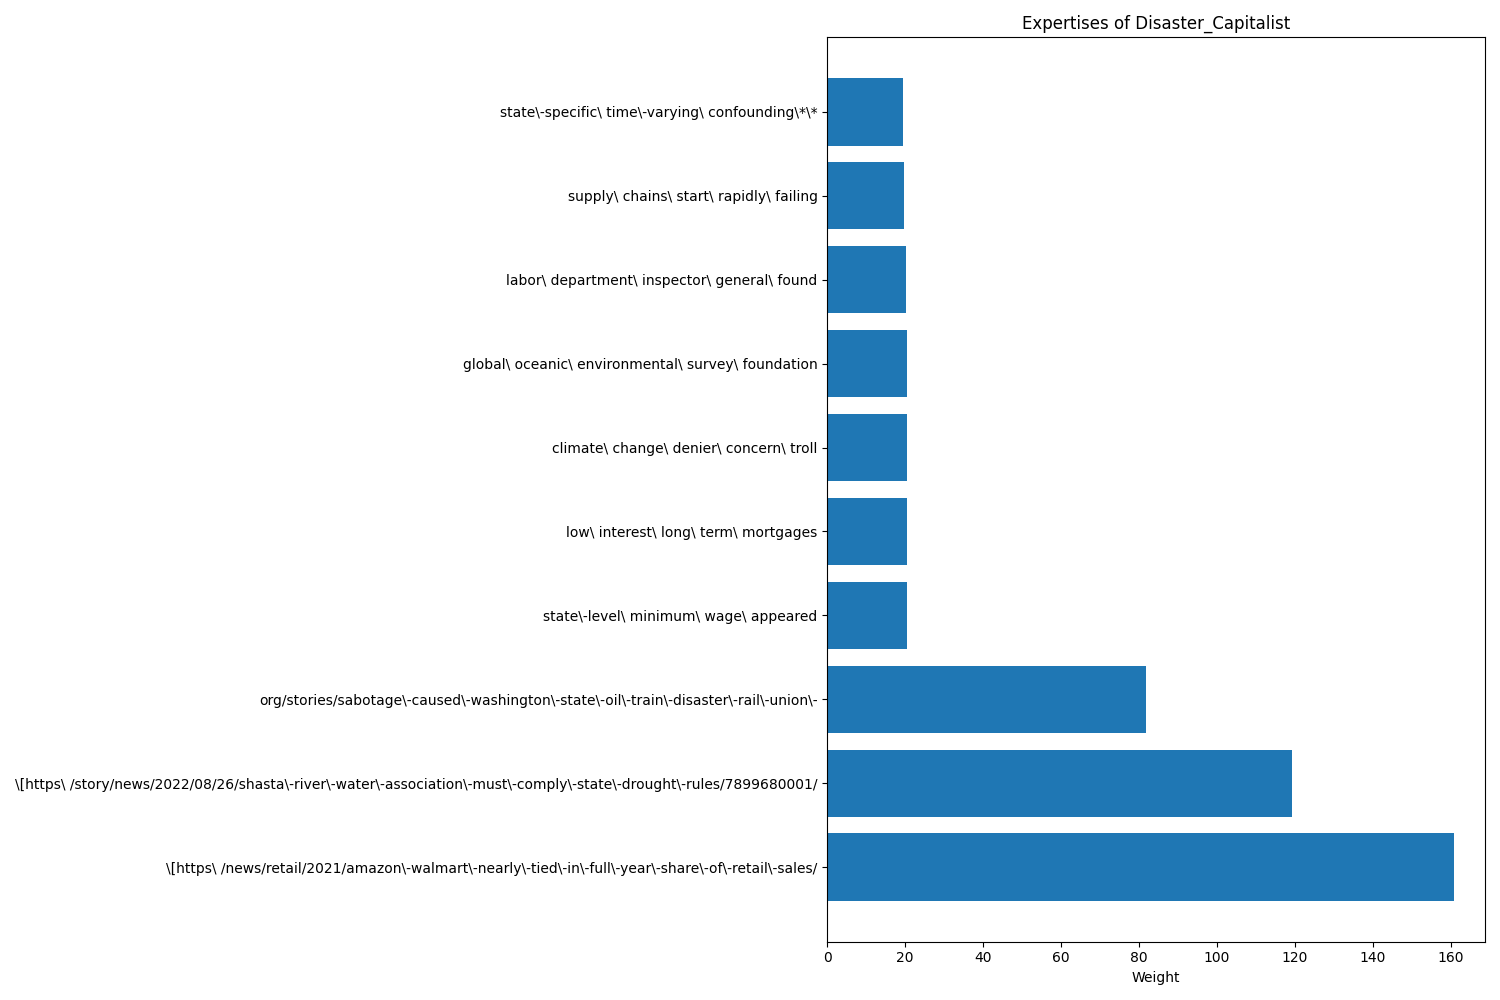 Expertises of Disaster_Capitalist
state\-specific\ time\-varying\ confounding\*\*
supply\ chains\ start\ rapidly\ failing
labor\ department\ inspector\ general\ found
global\ oceanic\ environmental\ survey\ foundation
climate\ change\ denier\ concern\ troll
low\ interest\ long\ term\ mortgages
state\-level\ minimum\ wage\ appeared
org/stories/sabotage\-caused\-washington\-state\-oil\-train\-disaster\-rail\-union\-
\[https\ /story/news/2022/08/26/shasta\-river\-water\-association\-must\-comply\-state\-drought\-rules/7899680001/
\[https\ /news/retail/2021/amazon\-walmart\-nearly\-tied\-in\-full\-year\-share\-of\-retail\-sales/
0 20 40 60 80 100 120 140 160
Weight